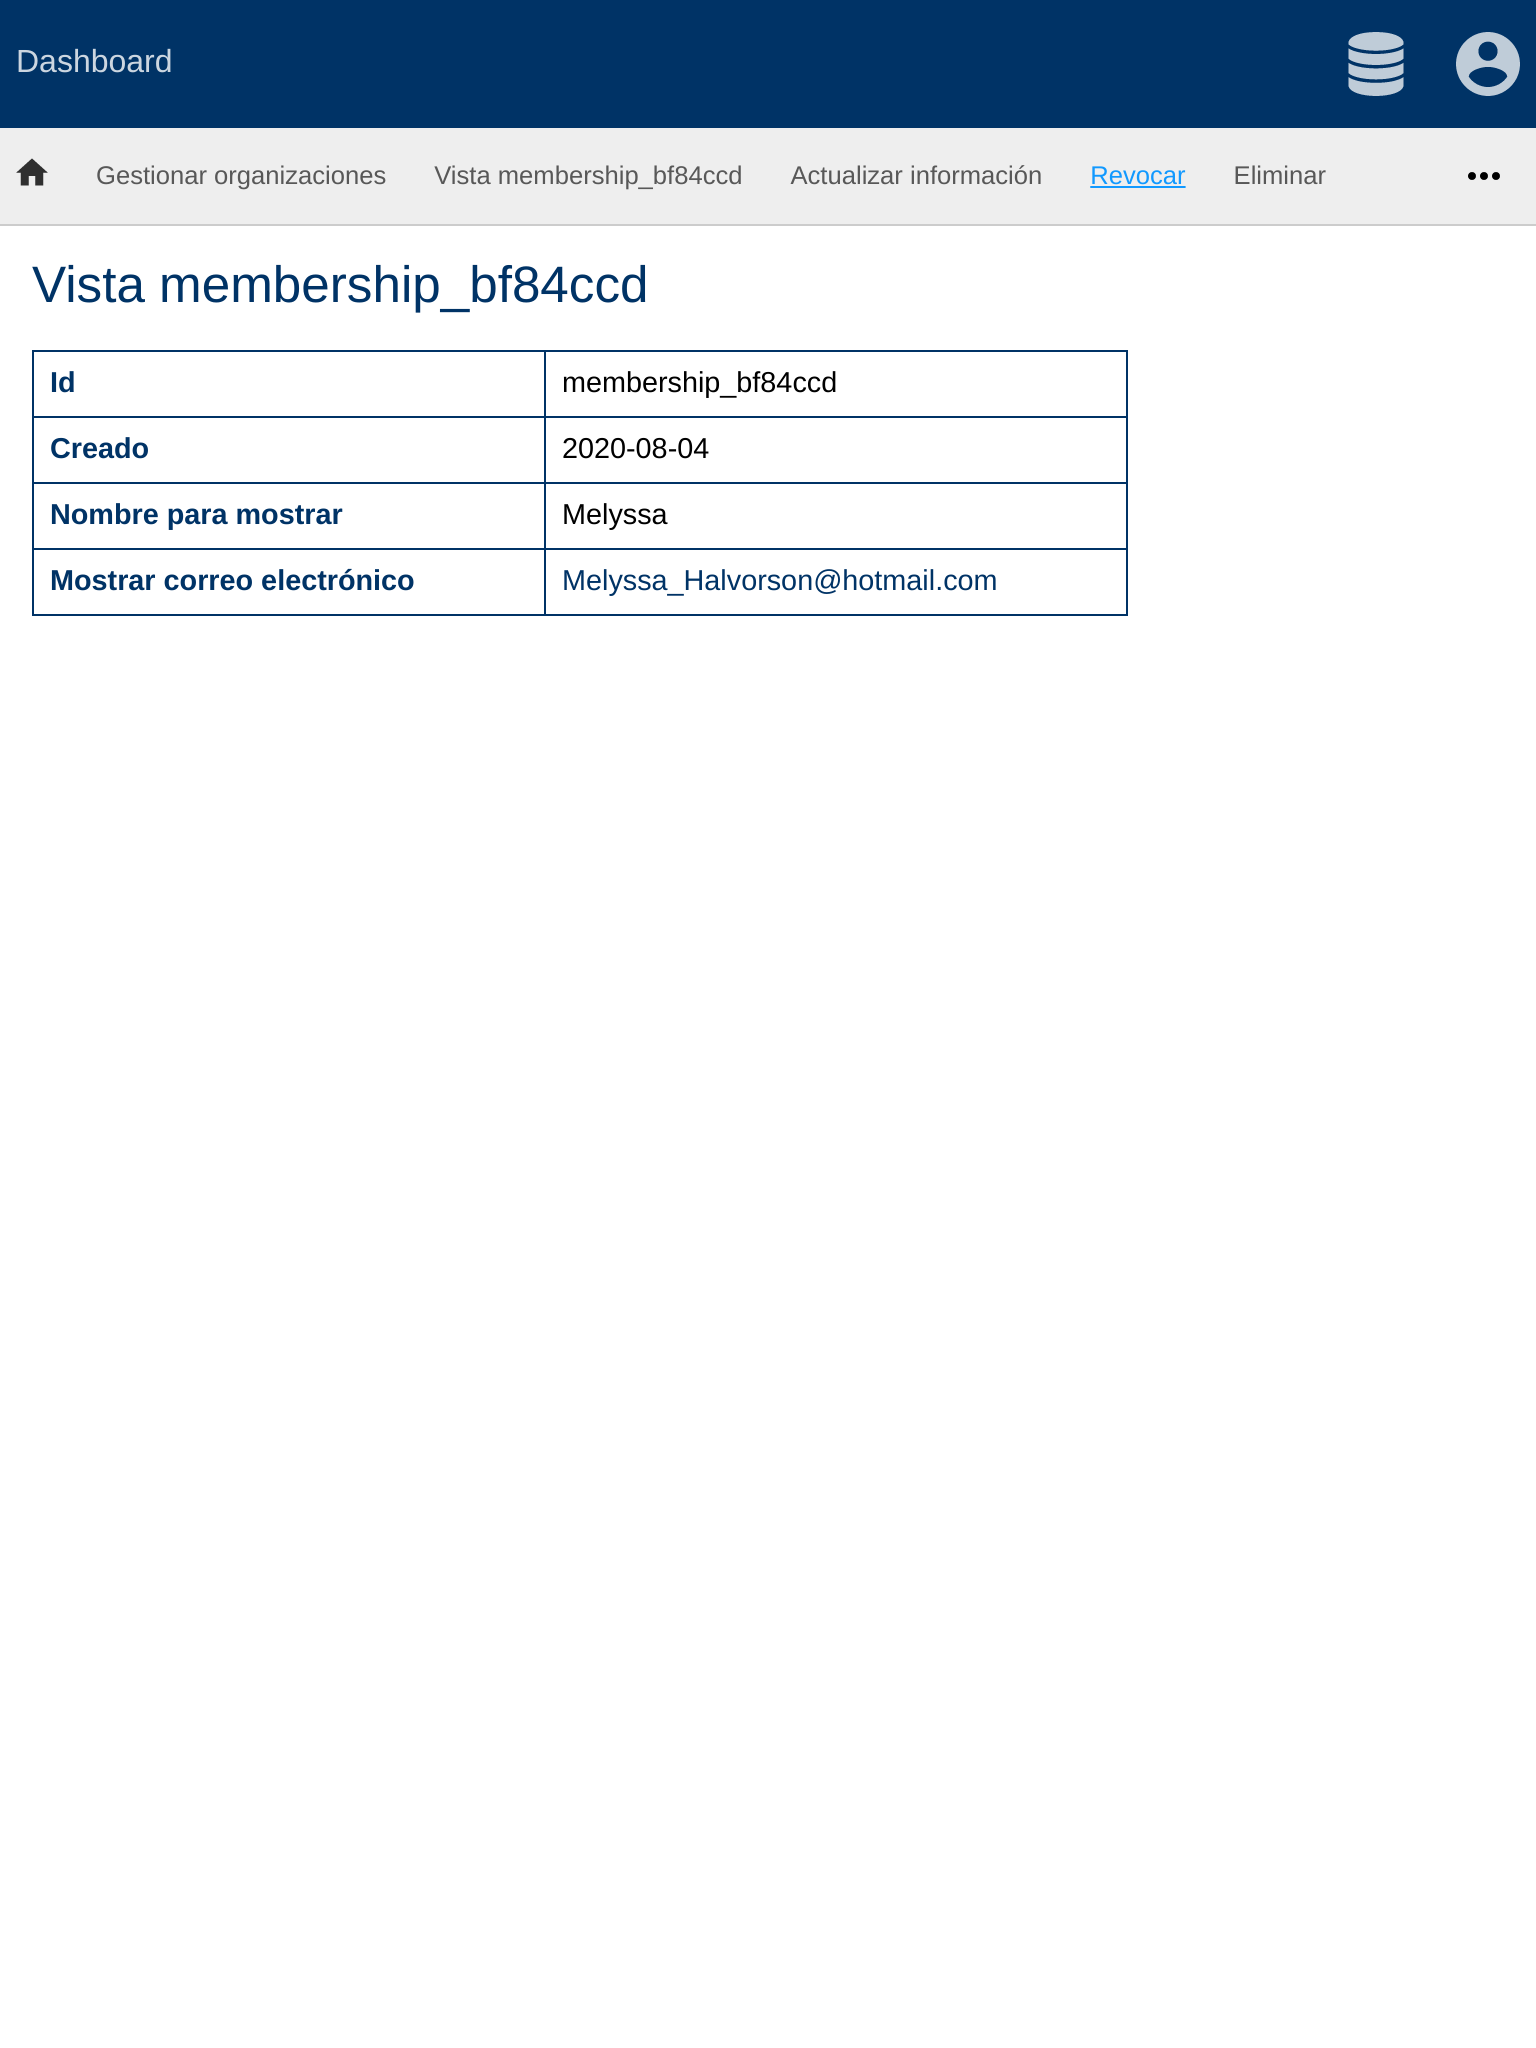 Dashboard
Gestionar organizaciones Vista membership_bf84ccd Actualizar información Revocar Eliminar
Vista membership_bf84ccd
Id membership_bf84ccd
Creado 2020-08-04
Nombre para mostrar Melyssa
Mostrar correo electrónico Melyssa_Halvorson@hotmail.com